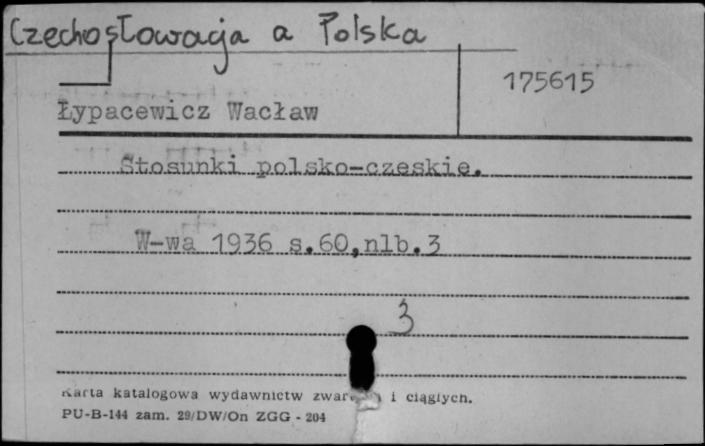 Czechosłowacja a Polska
175615
Łypacewicz Wacław
Stosunki polsko-czeskie.
W-wa 1936 s.60,nlb.3
3
Karta katalogowa wydawnictw i ciągłych.
PU-B-144 zam. 29/DW/On ZGG - 204